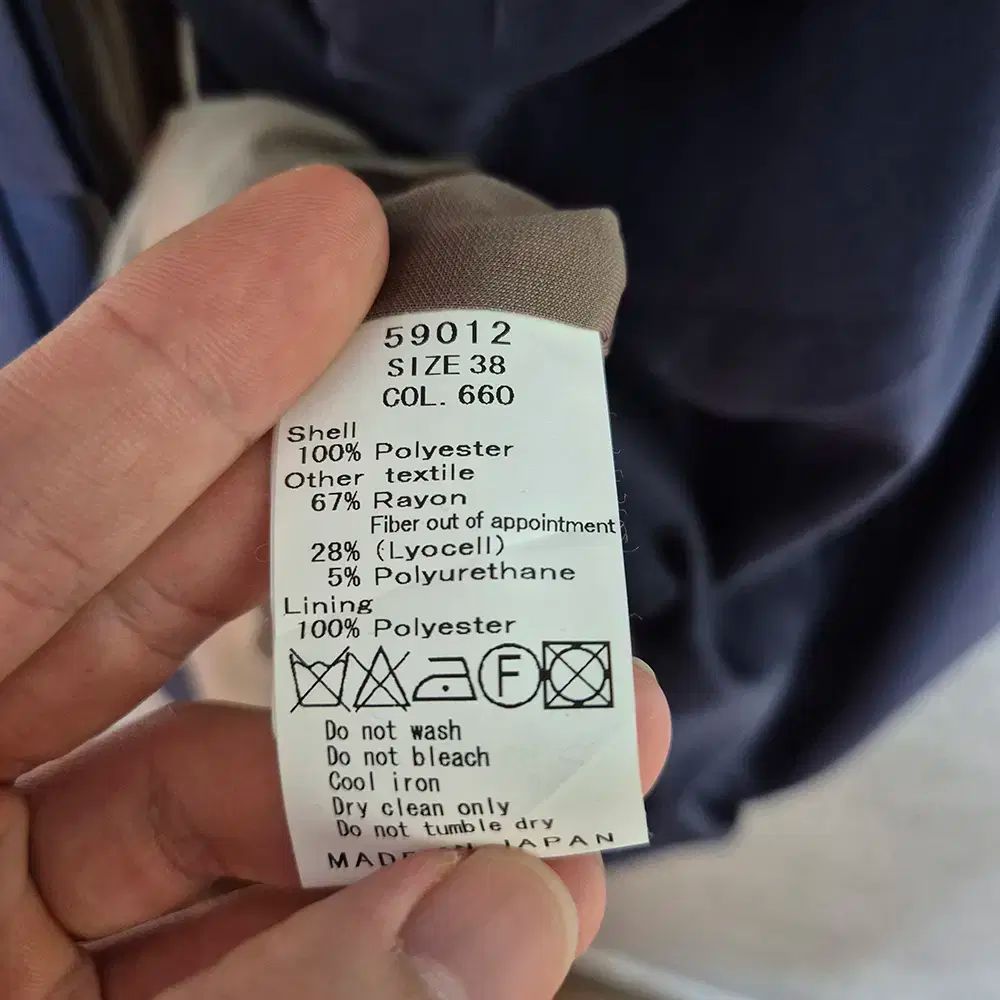 59012
SIZE 38
COL. 660
Shell
100% Polyester
Other textile
67% Rayon
Fiber out of appointment
28% (Lyocell)
5% Polyurethane
Lining
100% Polyester
F
Do not wash
Do not bleach
Cool iron
Dry clean only
Do not tumble dry
MADE IN JAPAN